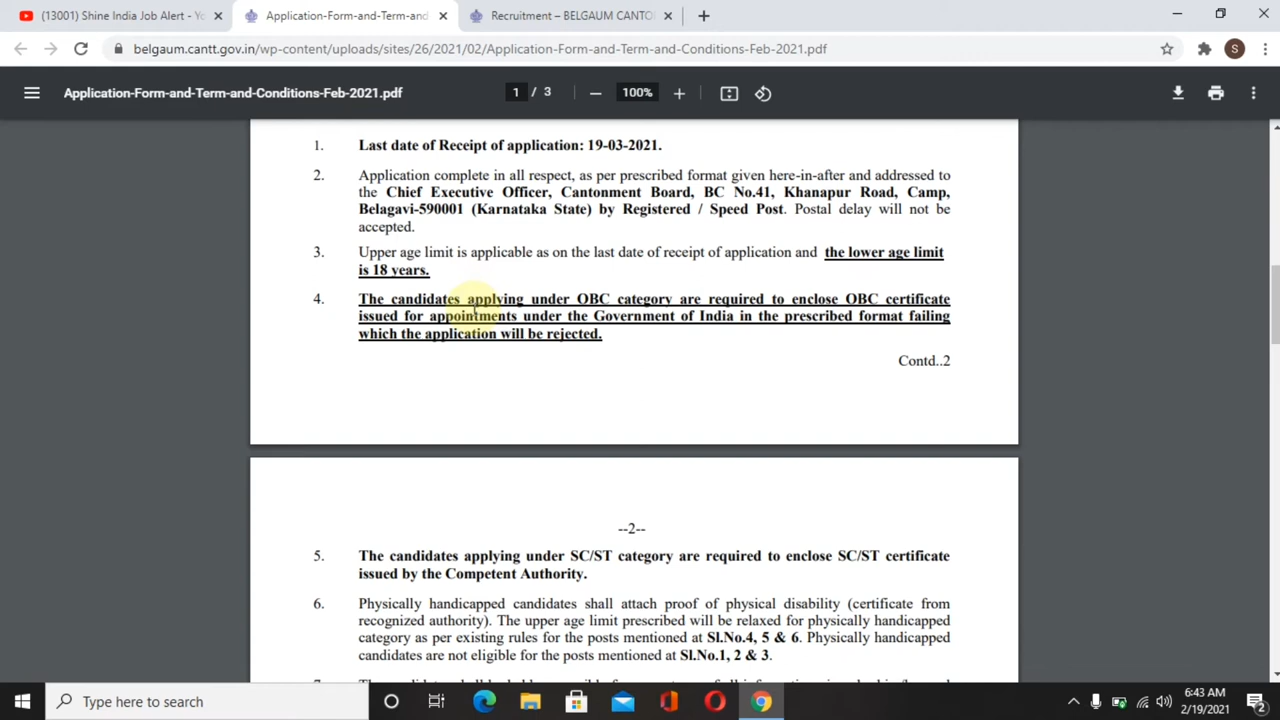 (13001) Shine India Job Alert - Yo
Application-Form-and-Term-and-
Recruitment – BELGAUM CANTO
belgaum.cantt.gov.in/wp-content/uploads/sites/26/2021/02/Application-Form-and-Term-and-Conditions-Feb-2021.pdf
S
Application-Form-and-Term-and-Conditions-Feb-2021.pdf
1 / 3
100%
1. Last date of Receipt of application: 19-03-2021.
2. Application complete in all respect, as per prescribed format given here-in-after and addressed to
the Chief Executive Officer, Cantonment Board, BC No.41, Khanapur Road, Camp,
Belagavi-590001 (Karnataka State) by Registered / Speed Post. Postal delay will not be
accepted.
3. Upper age limit is applicable as on the last date of receipt of application and the lower age limit
is 18 years.
4. The candidates applying under OBC category are required to enclose OBC certificate
issued for appointments under the Government of India in the prescribed format failing
which the application will be rejected.
Contd..2
--2--
5. The candidates applying under SC/ST category are required to enclose SC/ST certificate
issued by the Competent Authority.
6. Physically handicapped candidates shall attach proof of physical disability (certificate from
recognized authority). The upper age limit prescribed will be relaxed for physically handicapped
category as per existing rules for the posts mentioned at Sl.No.4, 5 & 6. Physically handicapped
candidates are not eligible for the posts mentioned at Sl.No.1, 2 & 3.
Type here to search
6:43 AM
2/19/2021
2